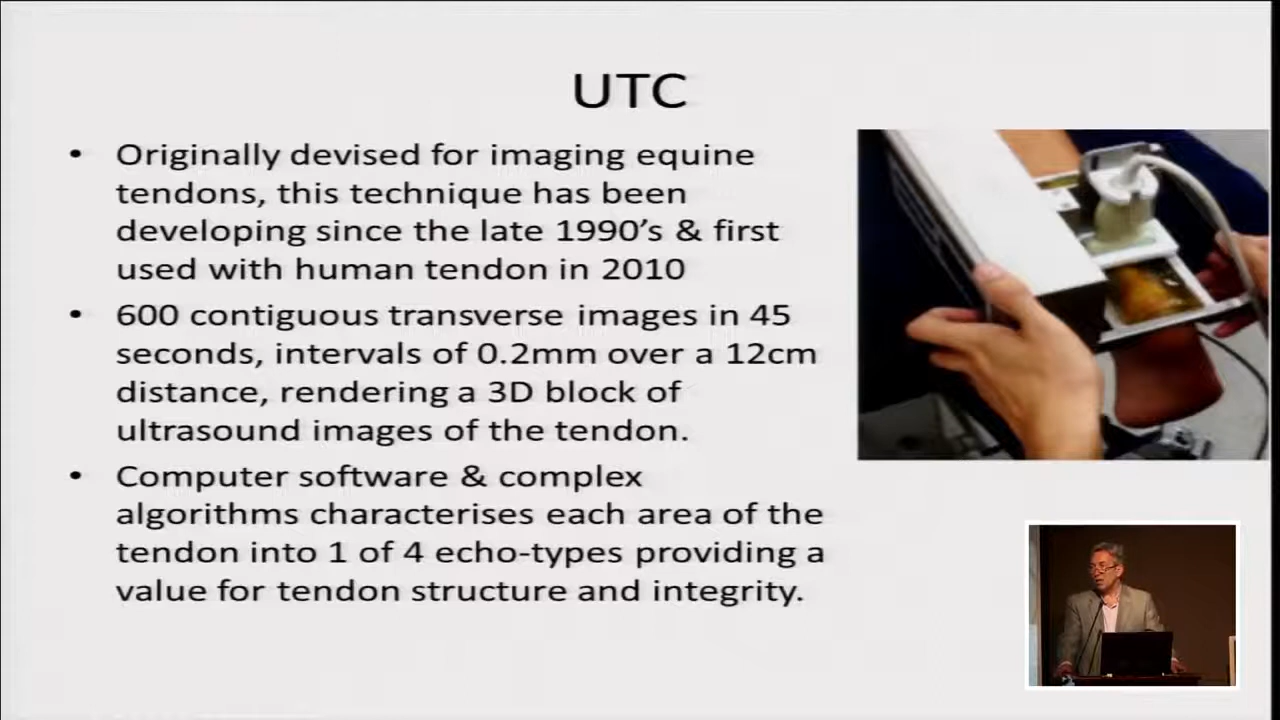 UTC
• Originally devised for imaging equine
tendons, this technique has been
developing since the late 1990’s & first
used with human tendon in 2010
• 600 contiguous transverse images in 45
seconds, intervals of 0.2mm over a 12cm
distance, rendering a 3D block of
ultrasound images of the tendon.
• Computer software & complex
algorithms characterises each area of the
tendon into 1 of 4 echo-types providing a
value for tendon structure and integrity.